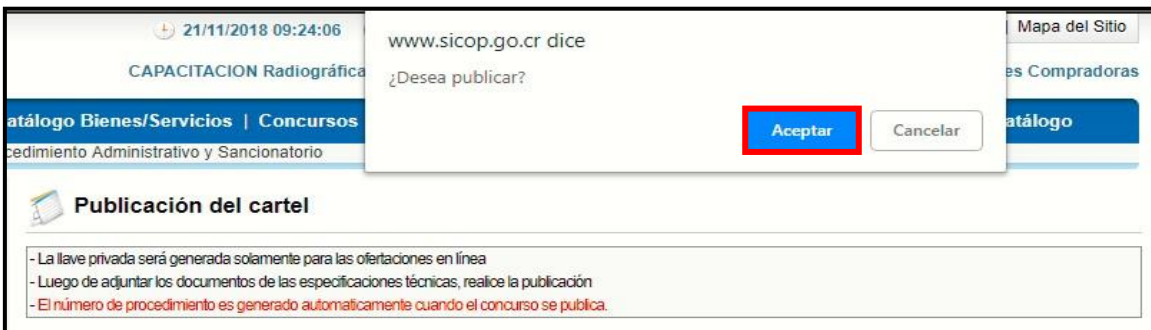 21/11/2018 09:24:06
Mapa del Sitio
www.sicop.go.cr dice
CAPACITACION Radiográfica
¿Desea publicar?
es Compradoras
atálogo Bienes/Servicios | Concursos
Aceptar
Cancelar
atálogo
cedimiento Administrativo y Sancionatorio
Publicación del cartel
- La llave privada será generada solamente para las ofertaciones en línea
- Luego de adjuntar los documentos de las especificaciones técnicas, realice la publicación
- El número de procedimiento es generado automaticamente cuando el concurso se publica.